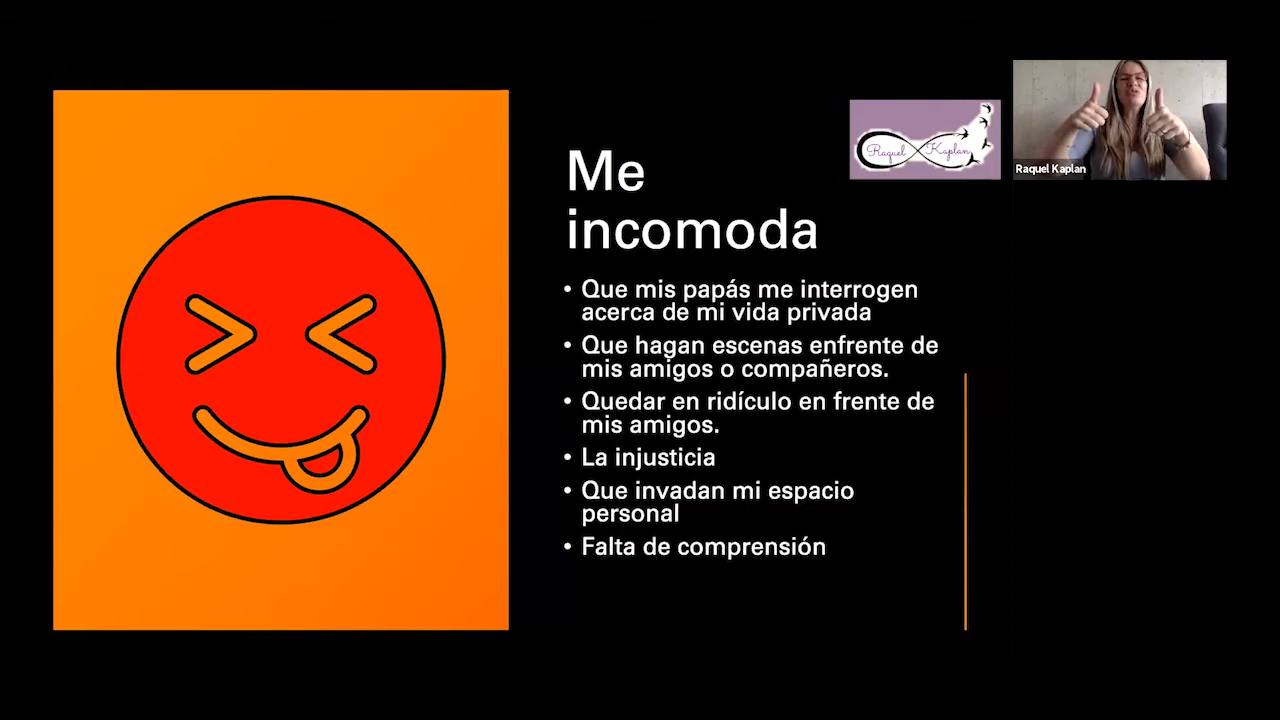 Me
incomoda
• Que mis papás me interrogen
acerca de mi vida privada
• Que hagan escenas enfrente de
mis amigos o compañeros.
• Quedar en ridículo en frente de
mis amigos.
• La injusticia
• Que invadan mi espacio
personal
• Falta de comprensión
Raquel Kaplan
Raquel Kaplan